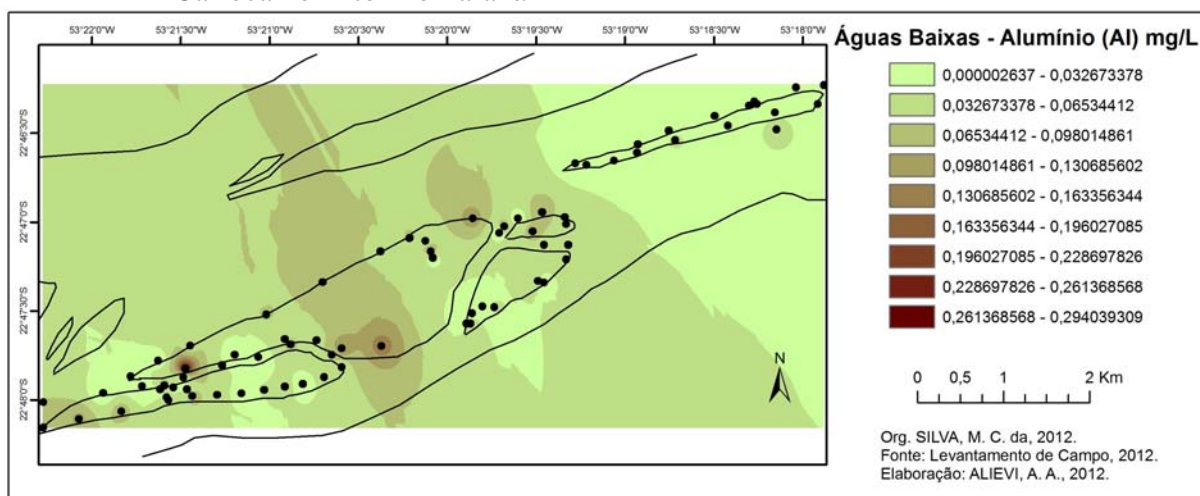 53°22'0"W 53°21'30"W 53°21'0"W 53°20'30"W 53°20'0"W 53°19'30"W 53°19'0"W 53°18'30"W 53°18'0"W
22°46'30"S
22°47'0"S
22°47'30"S
22°48'0"S
Águas Baixas - Alumínio (Al) mg/L
0,000002637 - 0,032673378
0,032673378 - 0,06534412
0,06534412 - 0,098014861
0,098014861 - 0,130685602
0,130685602 - 0,163356344
0,163356344 - 0,196027085
0,196027085 - 0,228697826
0,228697826 - 0,261368568
0,261368568 - 0,294039309
N
0 0,5 1 2 Km
Org. SILVA, M. C. da, 2012.
Fonte: Levantamento de Campo, 2012.
Elaboração: ALIEVI, A. A., 2012.